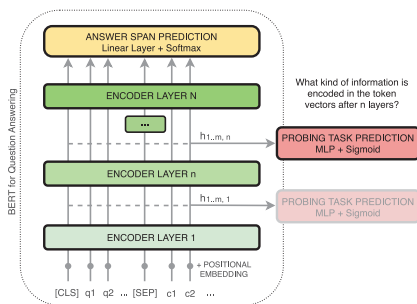 ANSWER SPAN PREDICTION
Linear Layer + Softmax
What kind of information is
encoded in the token
vectors after n layers?
ENCODER LAYER N
...
h1..m, n
PROBING TASK PREDICTION
MLP + Sigmoid
ENCODER LAYER n
h1..m, 1
PROBING TASK PREDICTION
MLP + Sigmoid
ENCODER LAYER 1
+ POSITIONAL
EMBEDDING
[CLS] q1 q2 ... [SEP] c1 c2 ...
BERT for Question Answering